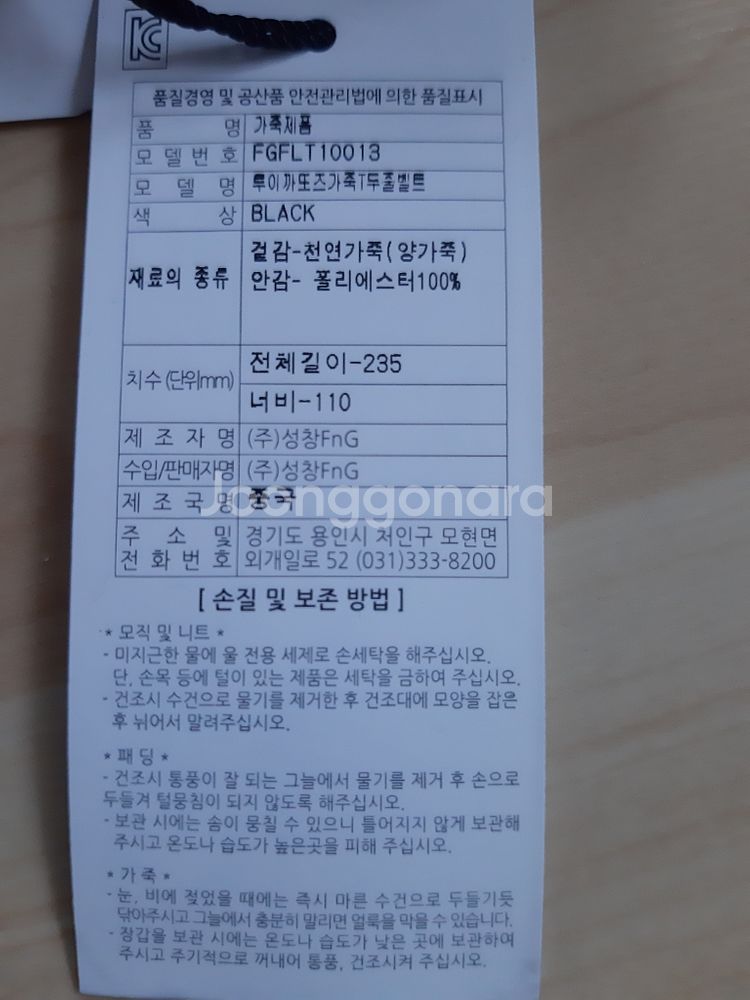 KC
품질경영 및 공산품 안전관리법에 의한 품질표시
품 명 가죽제품
모델번호 FGFLT10013
모델명 루이까또즈가죽T두줄벨트
색상 BLACK
재료의 종류 겉감-천연가죽(양가죽)
안감- 폴리에스터100%
치수(단위mm) 전체길이-235
너비-110
제조자명 (주)성창FnG
수입/판매자명 (주)성창FnG
Joonggonara
제조국명 중국
주소 및 경기도 용인시 처인구 모현면
전화번호 외개일로 52 (031)333-8200
[ 손질 및 보존 방법 ]
* 모직 및 니트 *
- 미지근한 물에 울 전용 세제로 손세탁을 해주십시오.
단, 손목 등에 털이 있는 제품은 세탁을 금하여 주십시오.
- 건조시 수건으로 물기를 제거한 후 건조대에 모양을 잡은
후 뉘어서 말려주십시오.
* 패딩 *
- 건조시 통풍이 잘 되는 그늘에서 물기를 제거 후 손으로
두들겨 털뭉침이 되지 않도록 해주십시오.
- 보관 시에는 솜이 뭉칠 수 있으니 틀어지지 않게 보관해
주시고 온도나 습도가 높은곳을 피해 주십시오.
* 가죽 *
- 눈, 비에 젖었을 때에는 즉시 마른 수건으로 두들기듯
닦아주시고 그늘에서 충분히 말리면 얼룩을 막을 수 있습니다.
- 장갑을 보관 시에는 온도나 습도가 낮은 곳에 보관하여
주시고 주기적으로 꺼내어 통풍, 건조시켜 주십시오.